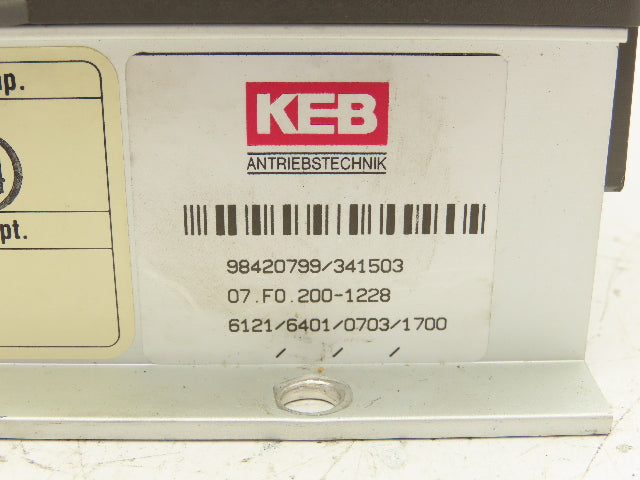 KEB
ANTRIEBSTECHNIK
98420799/341503
07.F0.200-1228
6121/6401/0703/1700
/ / /
pt.